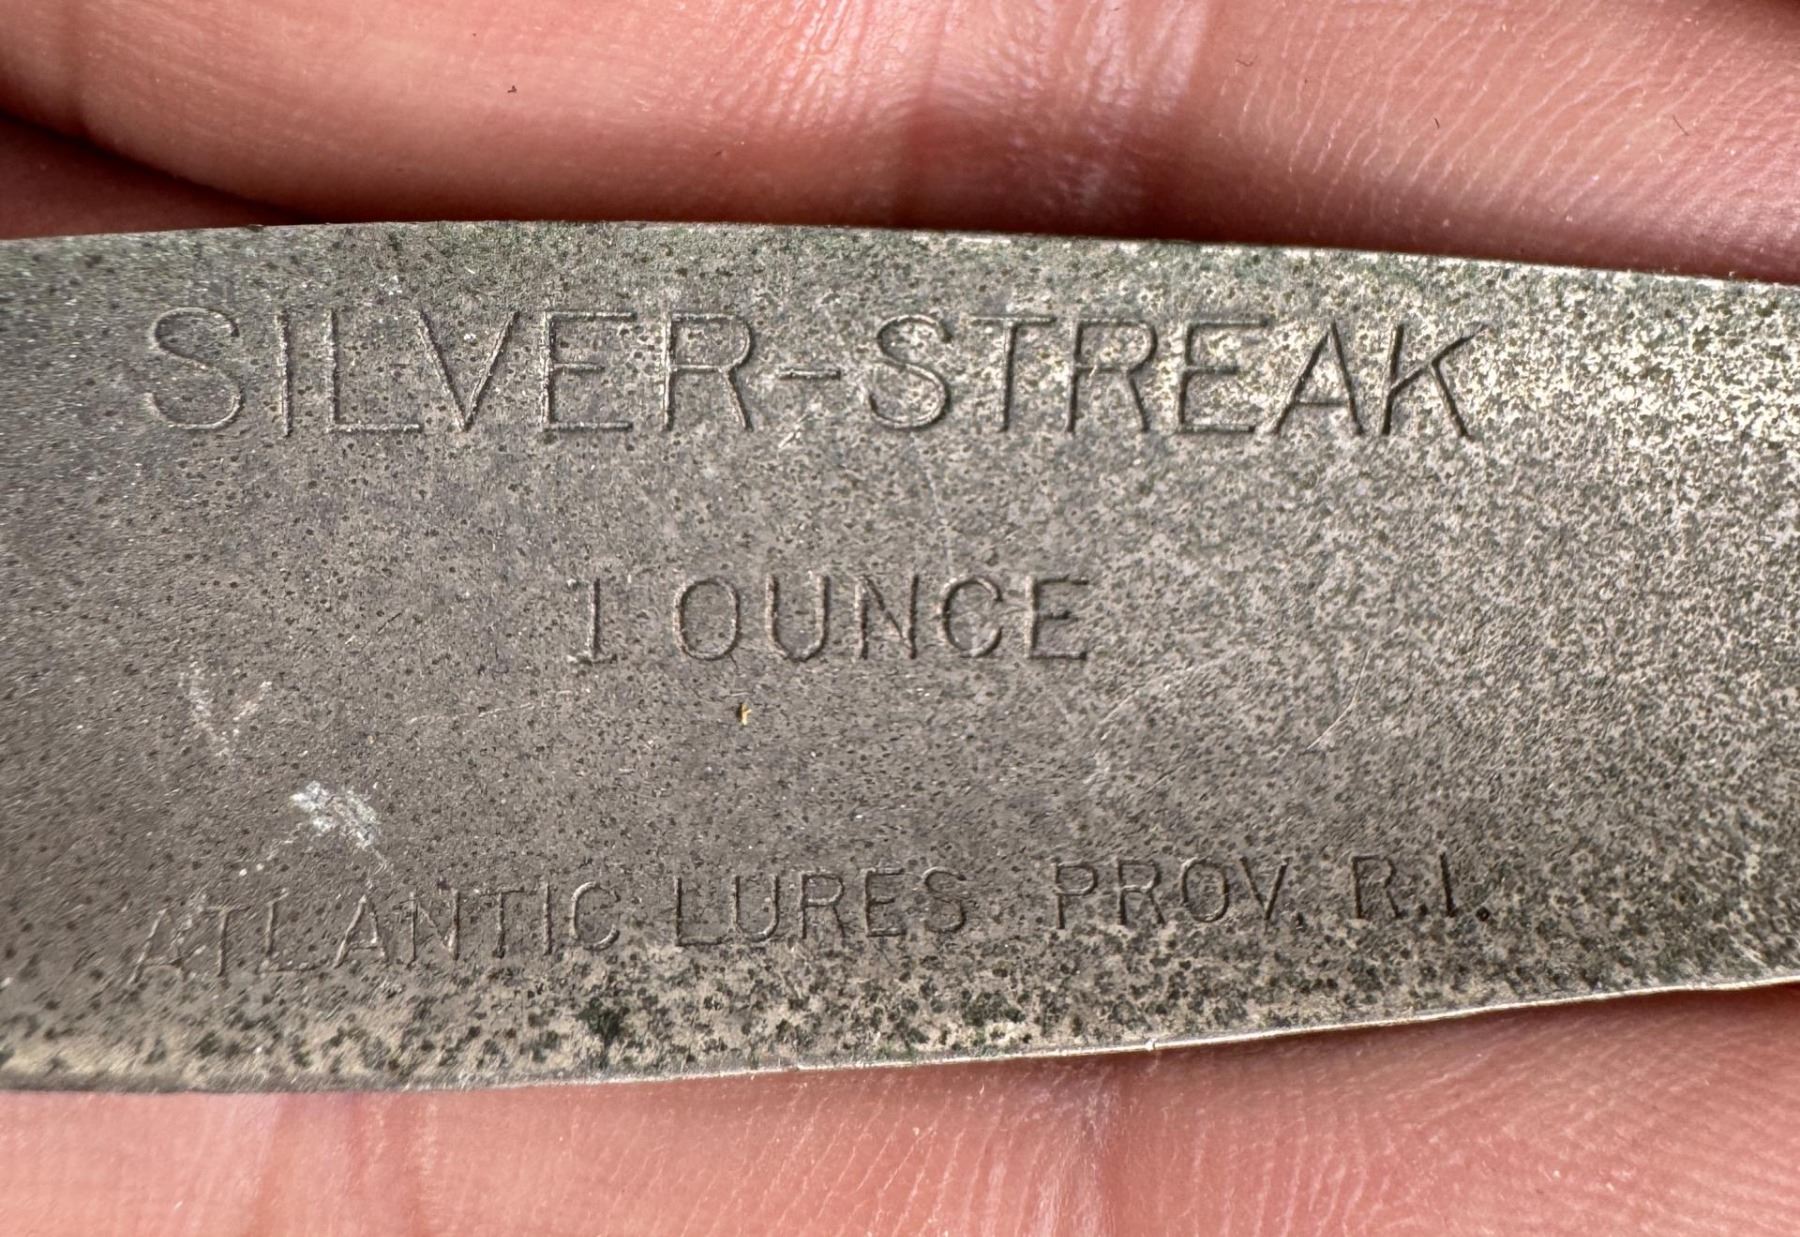 SILVER-STREAK
1 OUNCE
ATLANTIC LURES PROV. R.I.